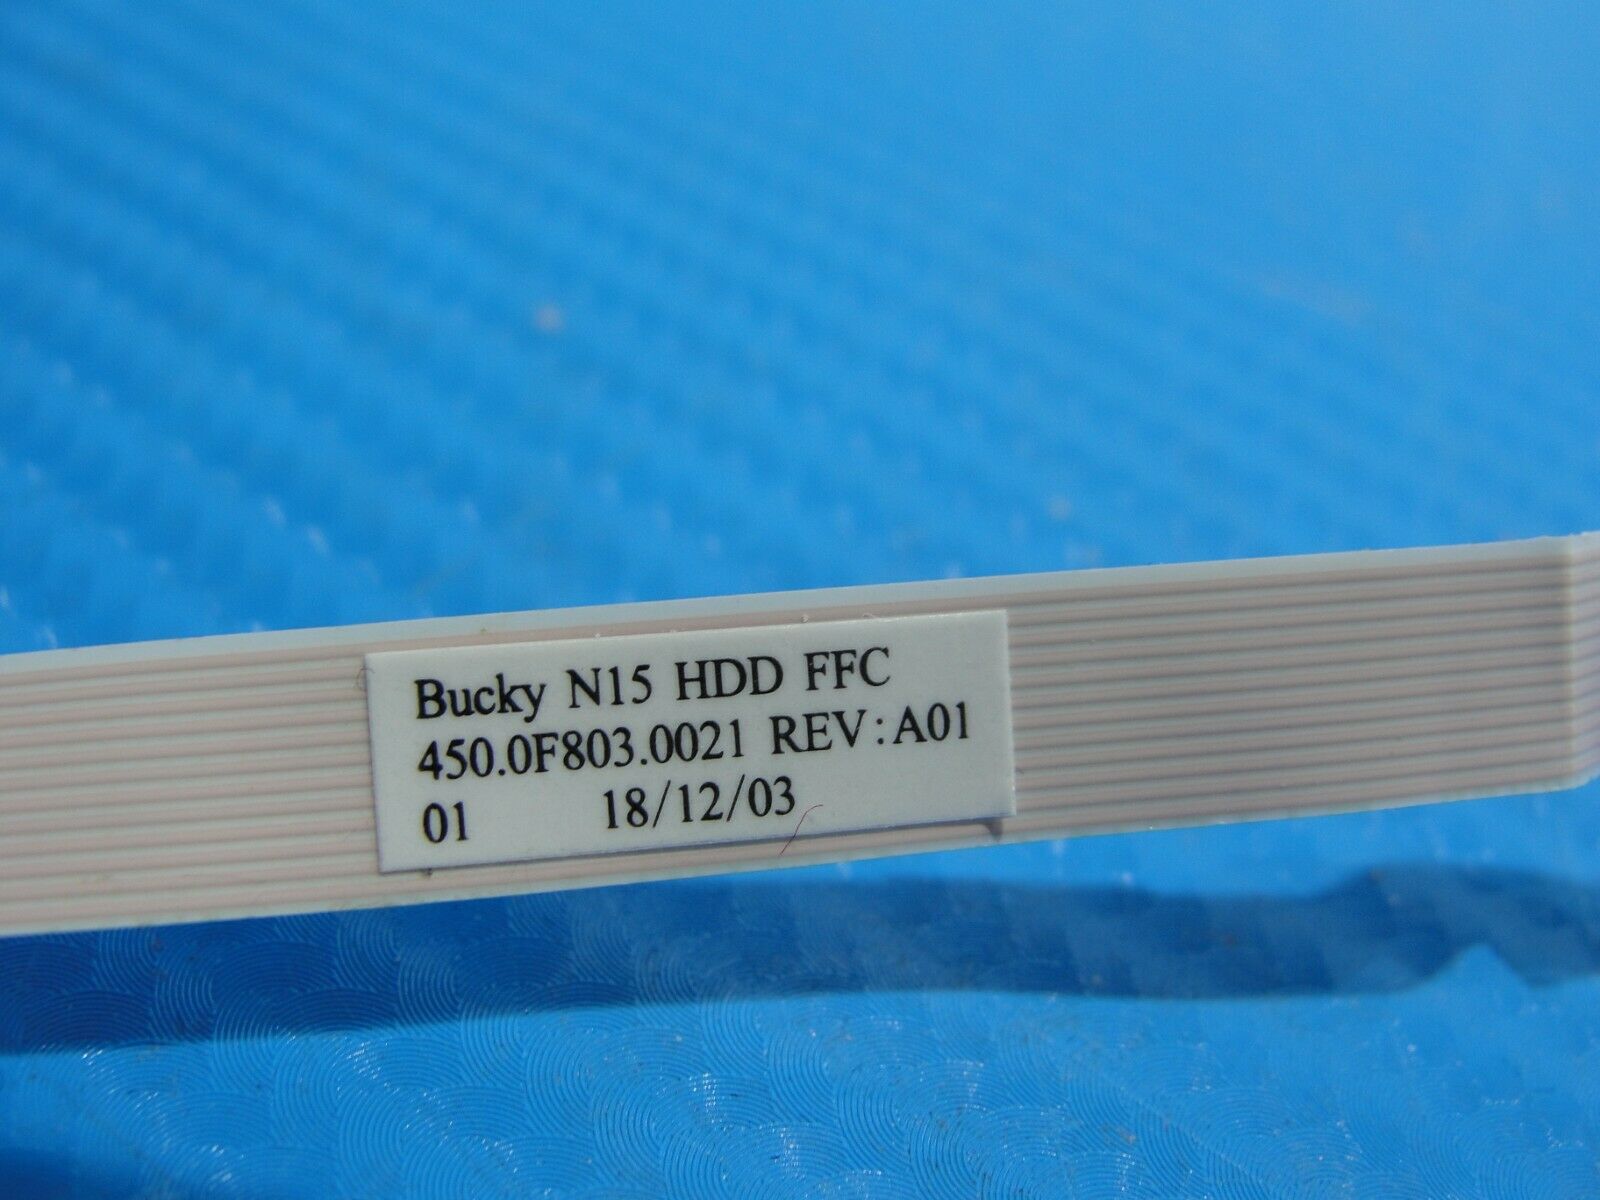 Bucky N15 HDD FFC
450.0F803.0021 REV:A01
01 18/12/03